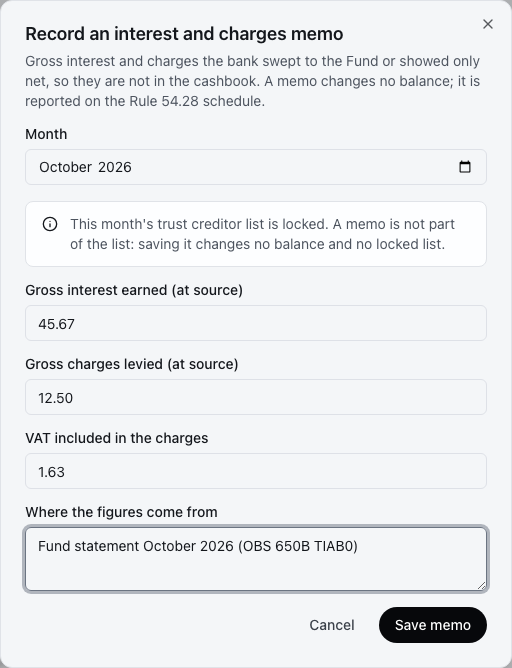 Record an interest and charges memo
Gross interest and charges the bank swept to the Fund or showed only
net, so they are not in the cashbook. A memo changes no balance; it is
reported on the Rule 54.28 schedule.
Month
October 2026
This month's trust creditor list is locked. A memo is not part
of the list: saving it changes no balance and no locked list.
Gross interest earned (at source)
45.67
Gross charges levied (at source)
12.50
VAT included in the charges
1.63
Where the figures come from
Fund statement October 2026 (OBS 650B TIAB0)
Cancel
Save memo